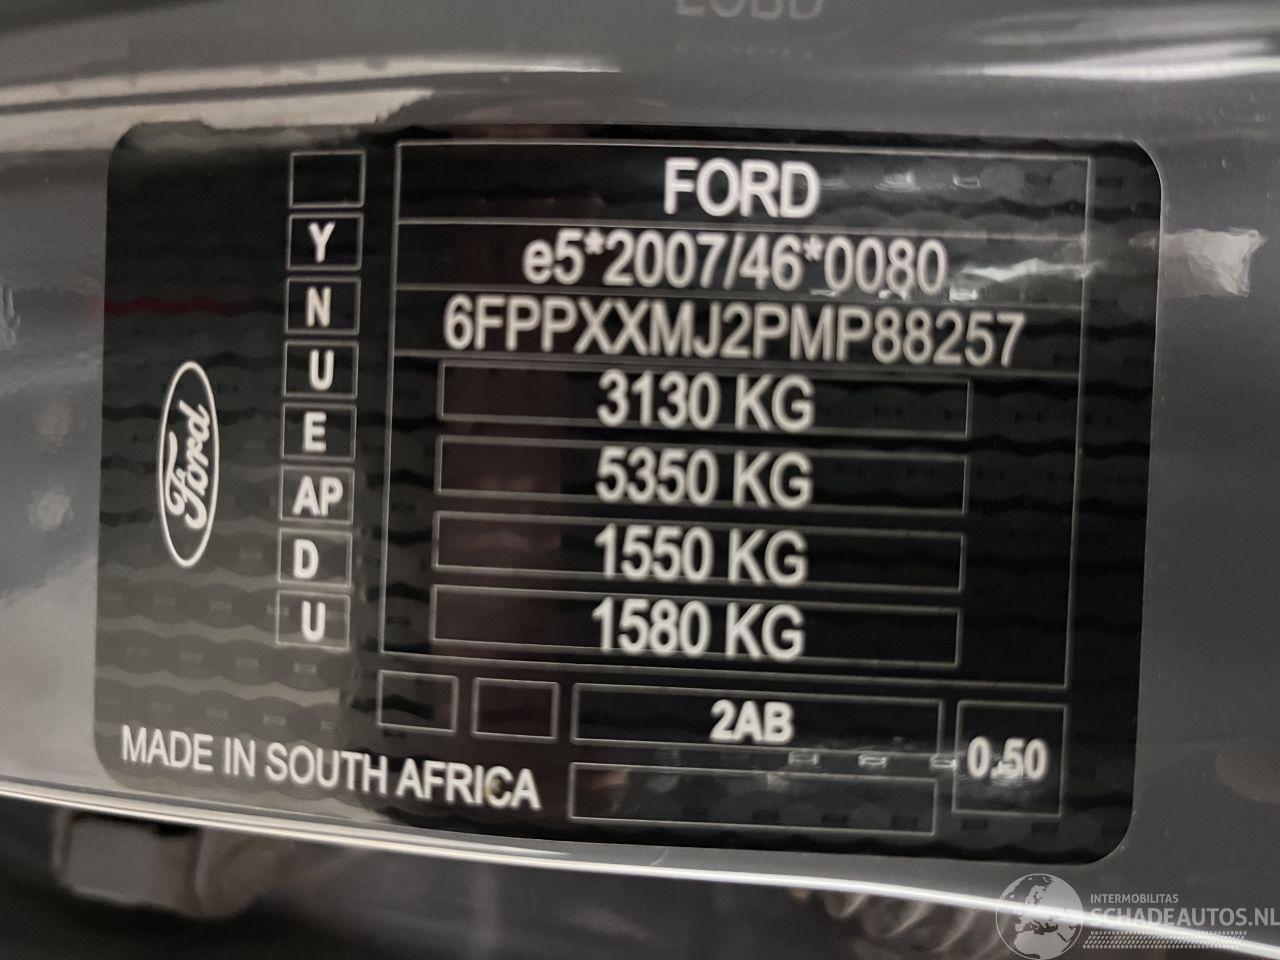 FORD
e5*2007/46*0080
6FPPXXMJ2PMP88257
3130 KG
5350 KG
1550 KG
1580 KG
Y
N
U
E
AP
D
U
Ford
2AB
0.50
MADE IN SOUTH AFRICA
INTERMOBILITAS
SCHADEAUTOS.NL